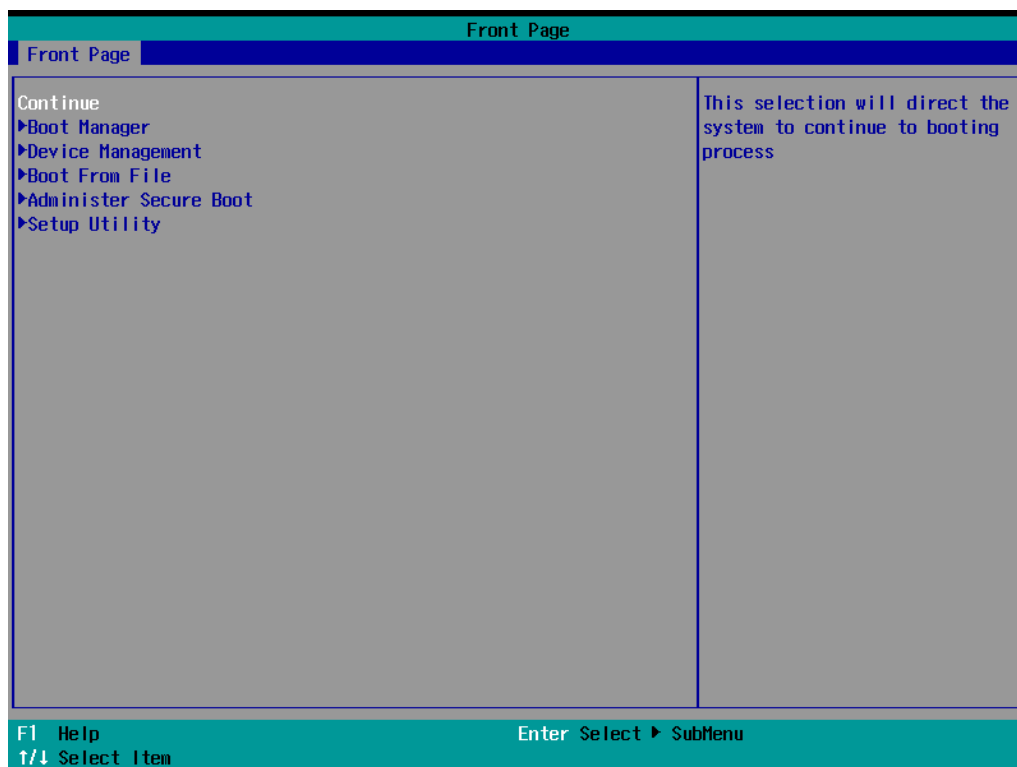 Front Page
Front Page
Continue
▶Boot Manager
▶Device Management
▶Boot From File
▶Administer Secure Boot
▶Setup Utility
This selection will direct the
system to continue to booting
process
F1 Help
Enter Select ▶ SubMenu
↑/↓ Select Item